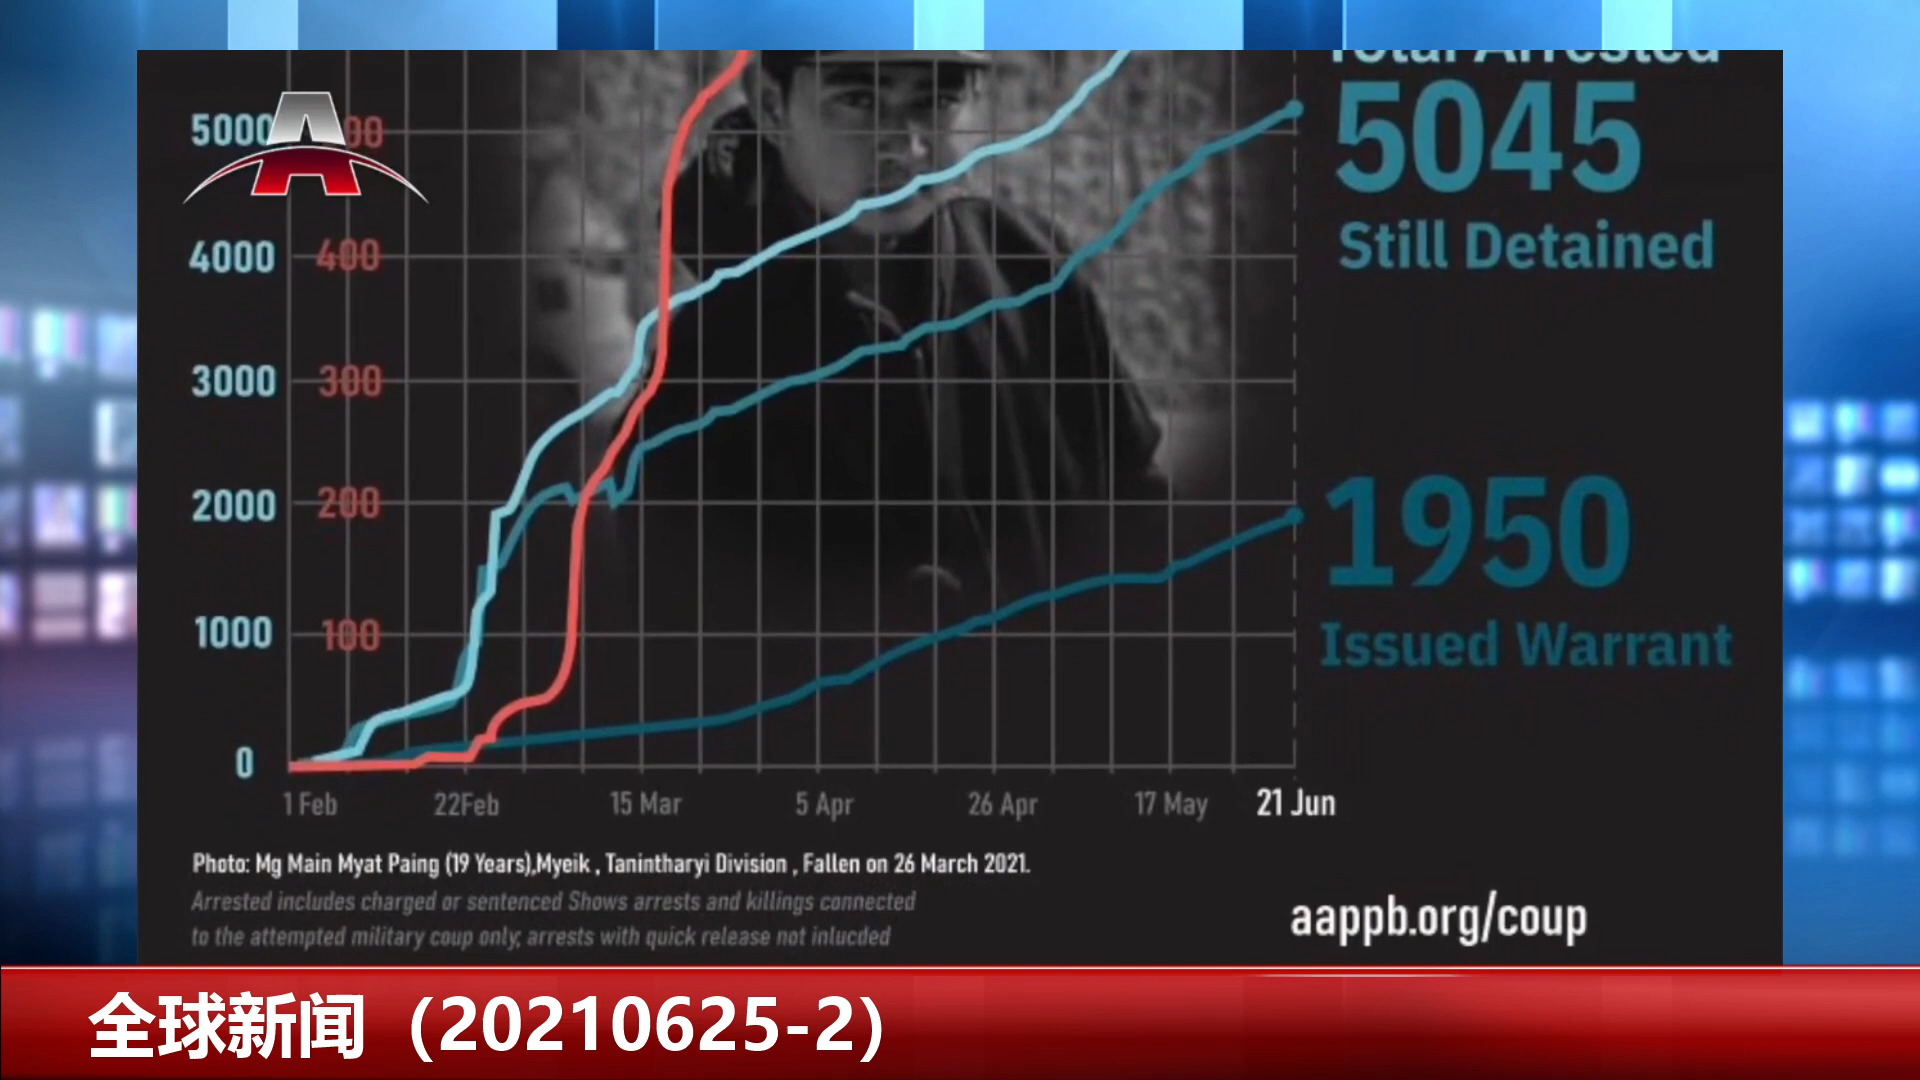 Total Arrested
5045
Still Detained
5000
4000 400
3000 300
2000 200
1000 100
0
1950
Issued Warrant
1 Feb 22Feb 15 Mar 5 Apr 26 Apr 17 May 21 Jun
Photo: Mg Main Myat Paing (19 Years),Myeik , Tanintharyi Division , Fallen on 26 March 2021.
Arrested includes charged or sentenced Shows arrests and killings connected
to the attempted military coup only; arrests with quick release not inlucded
aappb.org/coup
全球新闻（20210625-2）